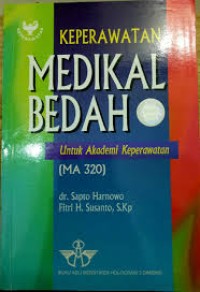 KEPERAWATAN
MEDIKAL
BEDAH
Untuk Akademi Keperawatan
(MA 320)
dr. Sapto Harnowo
Fitri H. Susanto, S.Kp